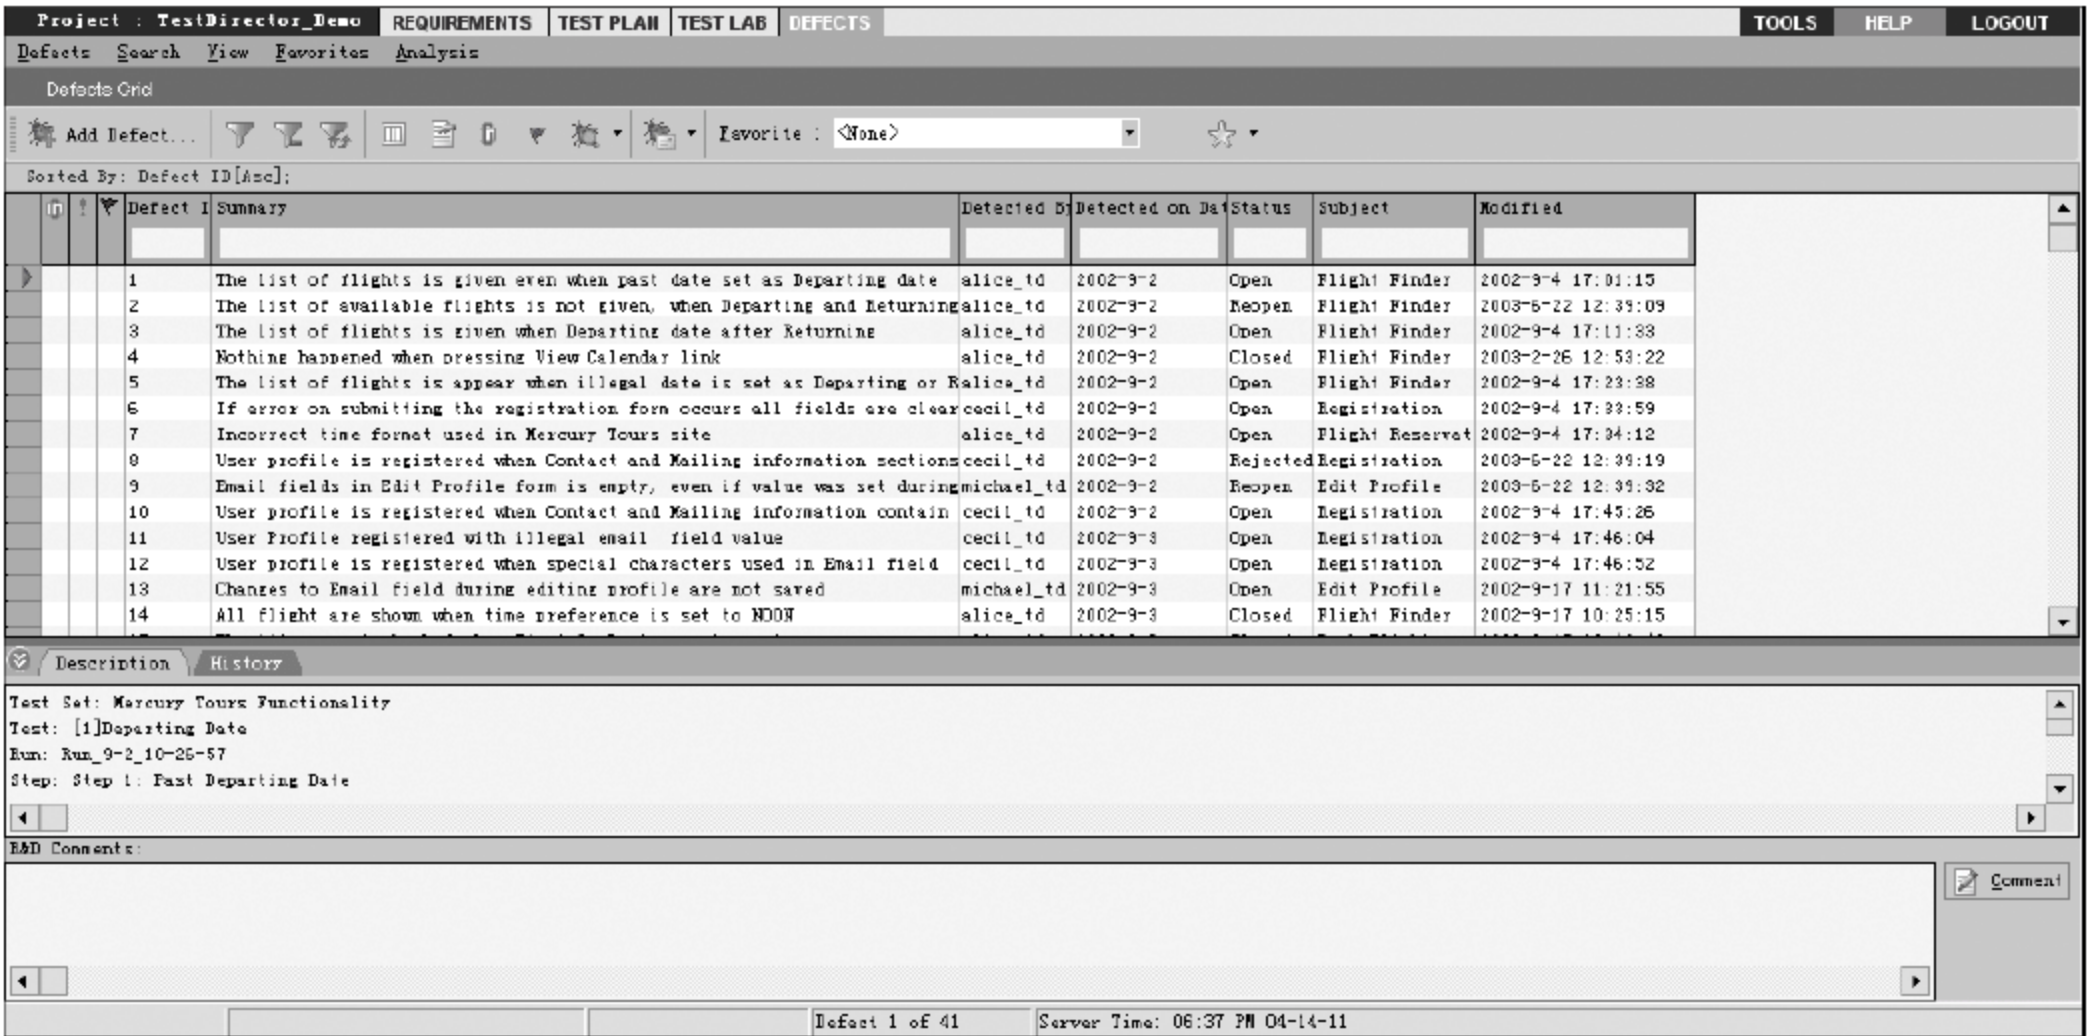 Project : TestDirector_Demo REQUIREMENTS TEST PLAN TEST LAB DEFECTS TOOLS HELP LOGOUT
Defects Search View Favorites Analysis
Defects Grid
Add Defect... Favorite : <None>
Sorted By: Defect ID[Asc];
Defect I Summary Detected By Detected on Dat Status Subject Modified
1 The list of flights is given even when past date set as Departing date alice_td 2002-9-2 Open Flight Finder 2002-9-4 17:01:15
2 The list of available flights is not given, when Departing and Returning alice_td 2002-9-2 Reopen Flight Finder 2003-6-22 12:39:09
3 The list of flights is given when Departing date after Returning alice_td 2002-9-2 Open Flight Finder 2002-9-4 17:11:33
4 Nothing happened when pressing View Calendar link alice_td 2002-9-2 Closed Flight Finder 2003-2-26 12:53:22
5 The list of flights is appear when illegal date is set as Departing or R alice_td 2002-9-2 Open Flight Finder 2002-9-4 17:23:38
6 If error on submitting the registration form occurs all fields are clear cecil_td 2002-9-2 Open Registration 2002-9-4 17:33:59
7 Incorrect time format used in Mercury Tours site alice_td 2002-9-2 Open Flight Reservat 2002-9-4 17:34:12
8 User profile is registered when Contact and Mailing information sections cecil_td 2002-9-2 Rejected Registration 2003-6-22 12:39:19
9 Email fields in Edit Profile form is empty, even if value was set during michael_td 2002-9-2 Reopen Edit Profile 2003-6-22 12:39:32
10 User profile is registered when Contact and Mailing information contain cecil_td 2002-9-2 Open Registration 2002-9-4 17:45:26
11 User Profile registered with illegal email field value cecil_td 2002-9-3 Open Registration 2002-9-4 17:46:04
12 User profile is registered when special characters used in Email field cecil_td 2002-9-3 Open Registration 2002-9-4 17:46:52
13 Changes to Email field during editing profile are not saved michael_td 2002-9-3 Open Edit Profile 2002-9-17 11:21:55
14 All flight are shown when time preference is set to NOON alice_td 2002-9-3 Closed Flight Finder 2002-9-17 10:25:15
Description History
Test Set: Mercury Tours Functionality
Test: [1]Departing Date
Run: Run_9-2_10-26-57
Step: Step 1: Past Departing Date
R&D Comments:
Comment
Defect 1 of 41 Server Time: 06:37 PM 04-14-11